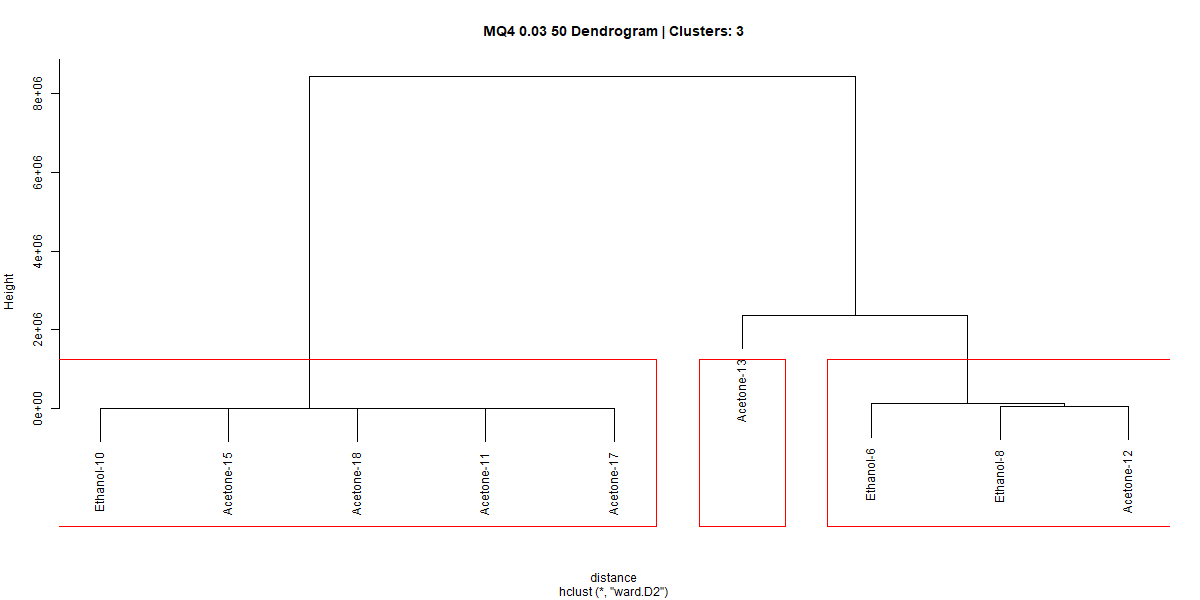 MQ4 0.03 50 Dendrogram | Clusters: 3
Height
8e+06
6e+06
4e+06
2e+06
0e+00
Ethanol-10
Acetone-15
Acetone-18
Acetone-11
Acetone-17
Acetone-13
Ethanol-6
Ethanol-8
Acetone-12
distance
hclust (*, "ward.D2")